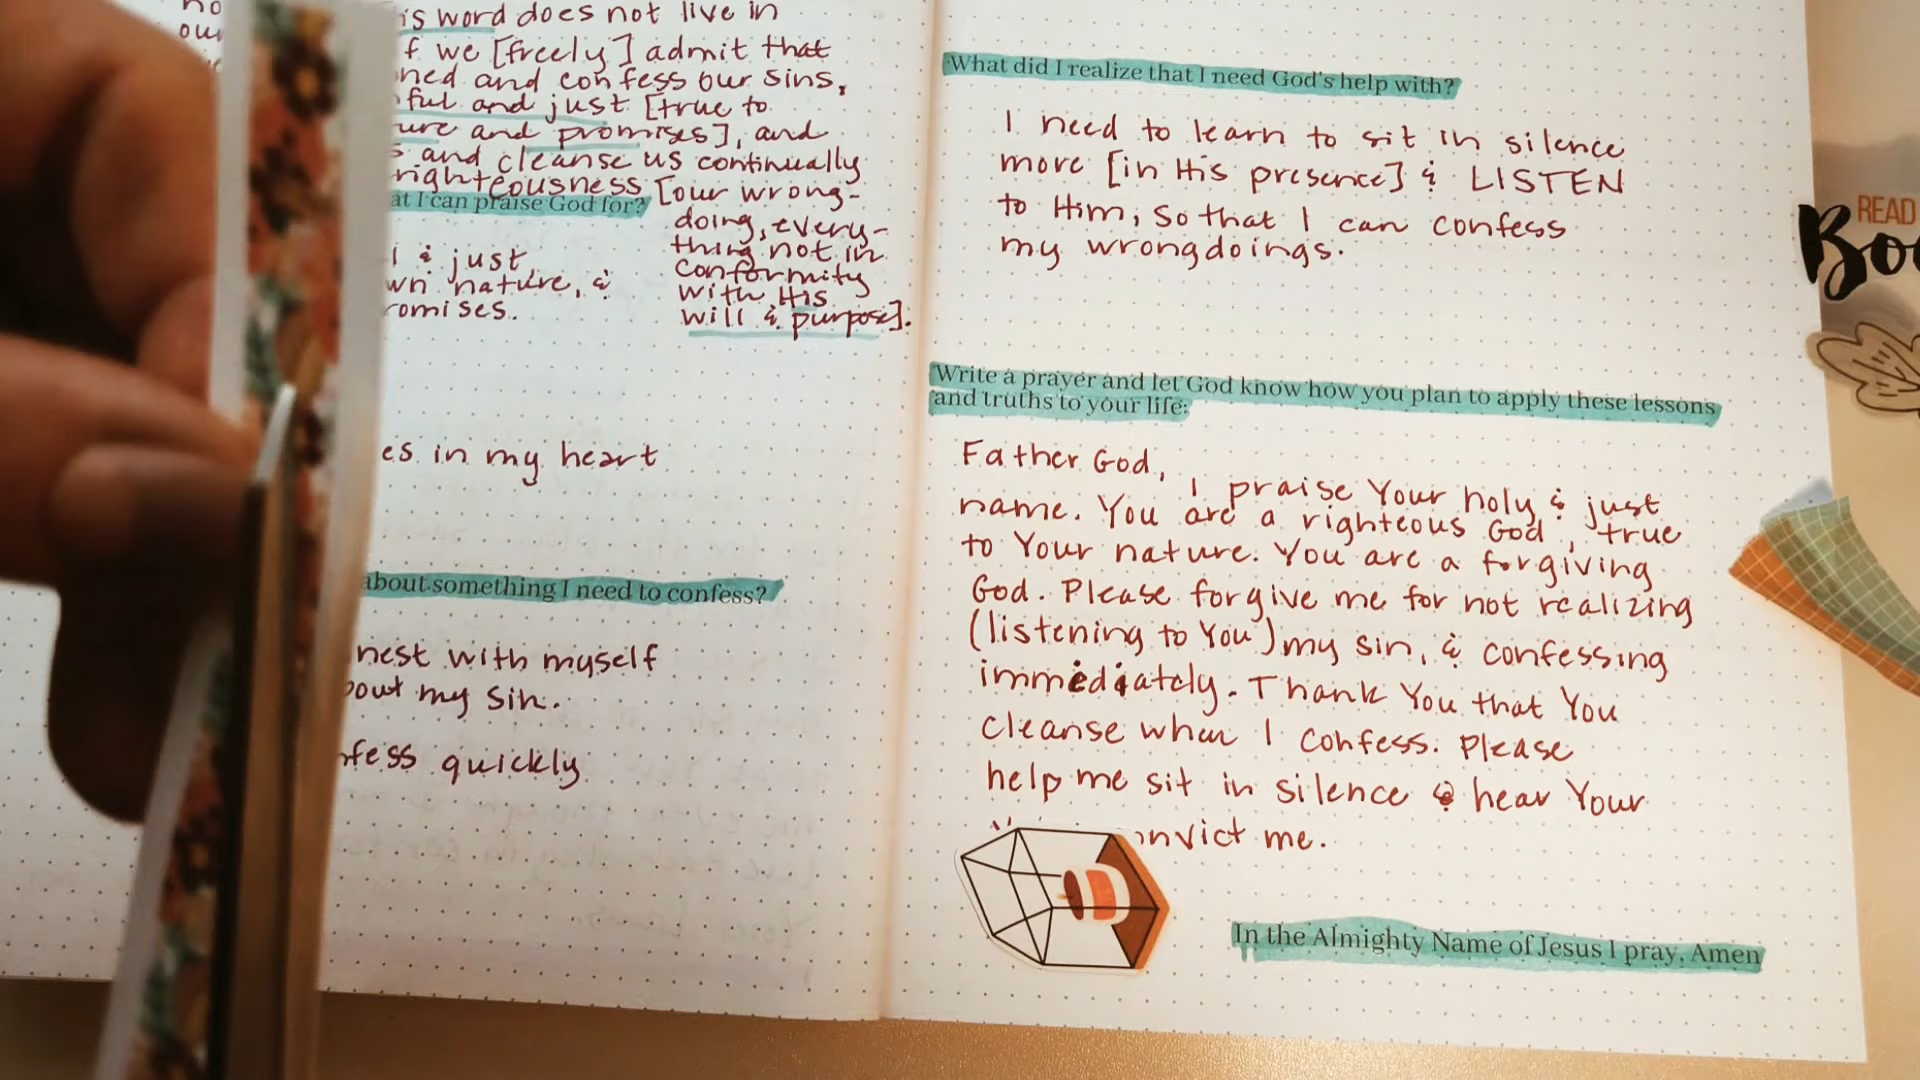 no
our
is word does not live in
f we [freely] admit that
ned and confess our sins,
ful and just [true to
ure and promises], and
s and cleanse us continually
righteousness [our wrong-
doing, every-
thing not in
conformity
with His
will & purpose].
at I can praise God for?
l & just
wn nature, &
romises.
es in my heart
about something I need to confess?
nest with myself
bout my sin.
nfess quickly
What did I realize that I need God's help with?
I need to learn to sit in silence
more [in His presence] & LISTEN
to Him, so that I can confess
my wrongdoings.
Write a prayer and let God know how you plan to apply these lessons
and truths to your life:
Father God,
I praise Your holy & just
name. You are a righteous God, true
to Your nature. You are a forgiving
God. Please forgive me for not realizing
(listening to You) my sin, & confessing
immediately. Thank You that You
cleanse when I confess. Please
help me sit in silence & hear Your
nvict me.
In the Almighty Name of Jesus I pray, Amen
READ
Boo